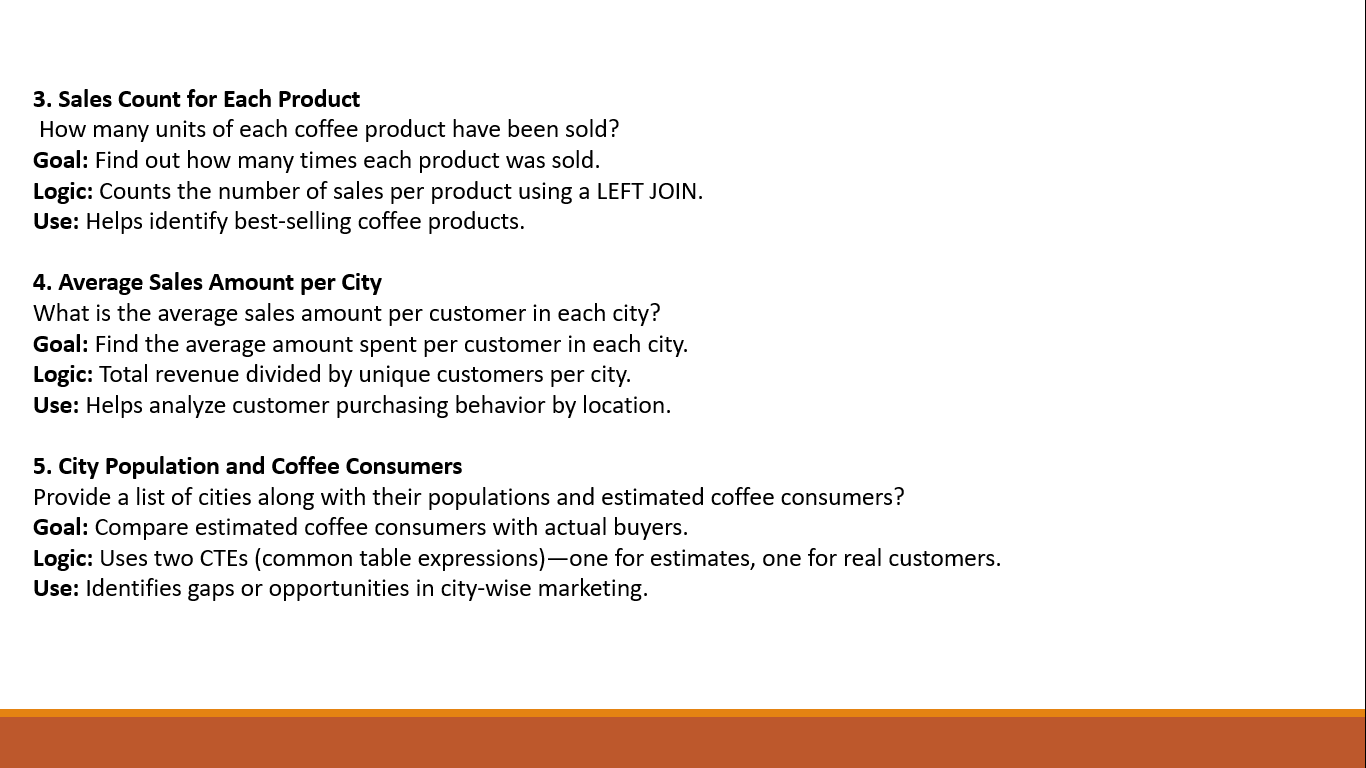 3. Sales Count for Each Product
How many units of each coffee product have been sold?
Goal: Find out how many times each product was sold.
Logic: Counts the number of sales per product using a LEFT JOIN.
Use: Helps identify best-selling coffee products.
4. Average Sales Amount per City
What is the average sales amount per customer in each city?
Goal: Find the average amount spent per customer in each city.
Logic: Total revenue divided by unique customers per city.
Use: Helps analyze customer purchasing behavior by location.
5. City Population and Coffee Consumers
Provide a list of cities along with their populations and estimated coffee consumers?
Goal: Compare estimated coffee consumers with actual buyers.
Logic: Uses two CTEs (common table expressions)—one for estimates, one for real customers.
Use: Identifies gaps or opportunities in city-wise marketing.